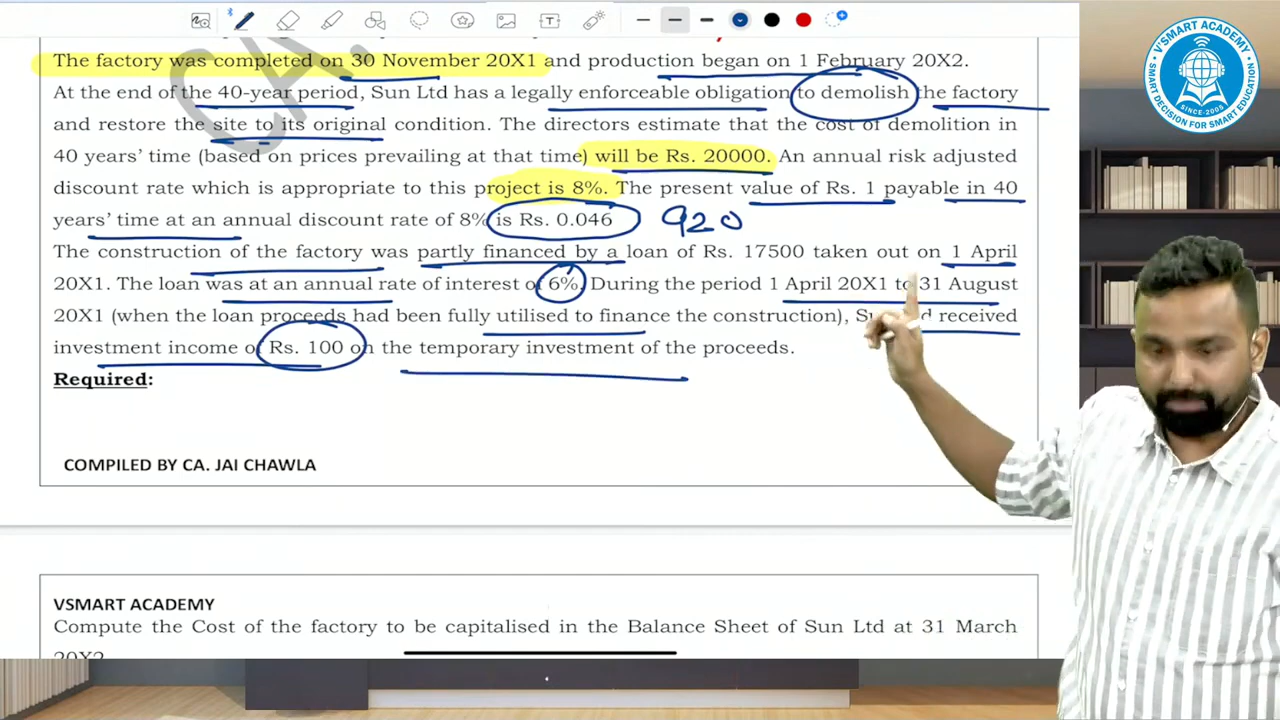 The factory was completed on 30 November 20X1 and production began on 1 February 20X2.
At the end of the 40-year period, Sun Ltd has a legally enforceable obligation to demolish the factory
and restore the site to its original condition. The directors estimate that the cost of demolition in
40 years' time (based on prices prevailing at that time) will be Rs. 20000. An annual risk adjusted
discount rate which is appropriate to this project is 8%. The present value of Rs. 1 payable in 40
years' time at an annual discount rate of 8% is Rs. 0.046 920
The construction of the factory was partly financed by a loan of Rs. 17500 taken out on 1 April
20X1. The loan was at an annual rate of interest of 6%. During the period 1 April 20X1 to 31 August
20X1 (when the loan proceeds had been fully utilised to finance the construction), received
investment income of Rs. 100 on the temporary investment of the proceeds.
Required:
COMPILED BY CA. JAI CHAWLA
VSMART ACADEMY
Compute the Cost of the factory to be capitalised in the Balance Sheet of Sun Ltd at 31 March
20X2
CA.
V'SMART ACADEMY
SINCE-2005
SMART DECISION FOR SMART EDUCATION